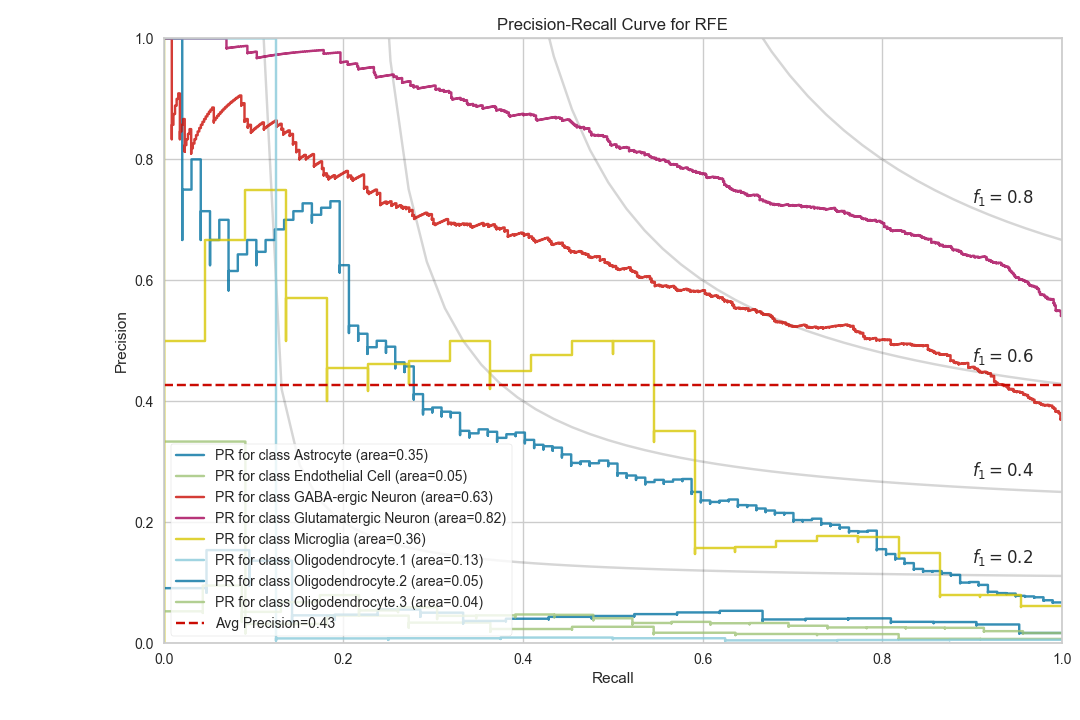 Precision-Recall Curve for RFE
1.0
0.8
0.6
0.4
0.2
0.0
Precision
f1 = 0.8
f1 = 0.6
f1 = 0.4
f1 = 0.2
PR for class Astrocyte (area=0.35)
PR for class Endothelial Cell (area=0.05)
PR for class GABA-ergic Neuron (area=0.63)
PR for class Glutamatergic Neuron (area=0.82)
PR for class Microglia (area=0.36)
PR for class Oligodendrocyte.1 (area=0.13)
PR for class Oligodendrocyte.2 (area=0.05)
PR for class Oligodendrocyte.3 (area=0.04)
Avg Precision=0.43
0.0 0.2 0.4 0.6 0.8 1.0
Recall